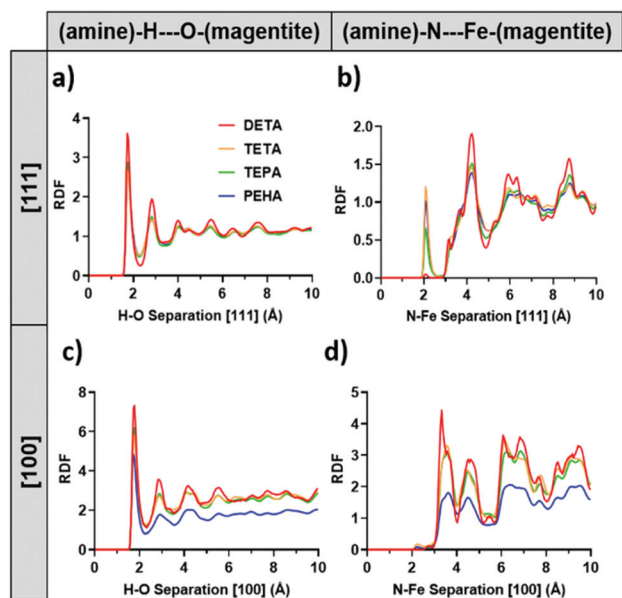 (amine)-H---O-(magentite) (amine)-N---Fe-(magentite)
[111]
a)
RDF
4
3
2
1
0
0 2 4 6 8 10
H-O Separation [111] (Å)
DETA
TETA
TEPA
PEHA
b)
RDF
2.0
1.5
1.0
0.5
0.0
0 2 4 6 8 10
N-Fe Separation [111] (Å)
[100]
c)
RDF
8
6
4
2
0
0 2 4 6 8 10
H-O Separation [100] (Å)
d)
RDF
5
4
3
2
1
0
0 2 4 6 8 10
N-Fe Separation [100] (Å)